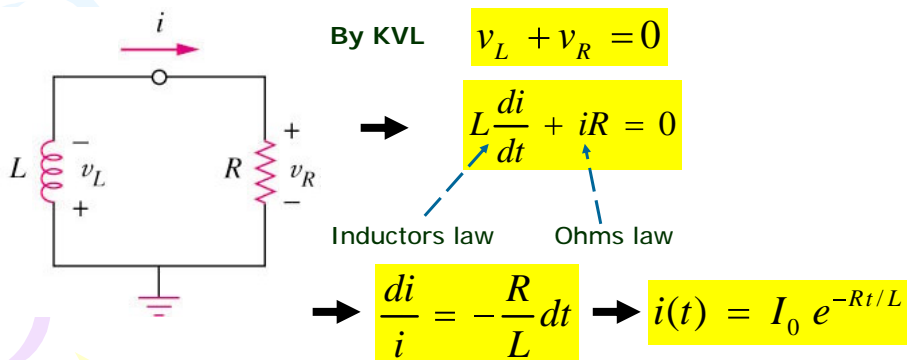 i
By KVL v_L + v_R = 0
L di/dt + iR = 0
L − v_L + R + v_R −
Inductors law Ohms law
di/i = −R/L dt i(t) = I_0 e^{−Rt/L}